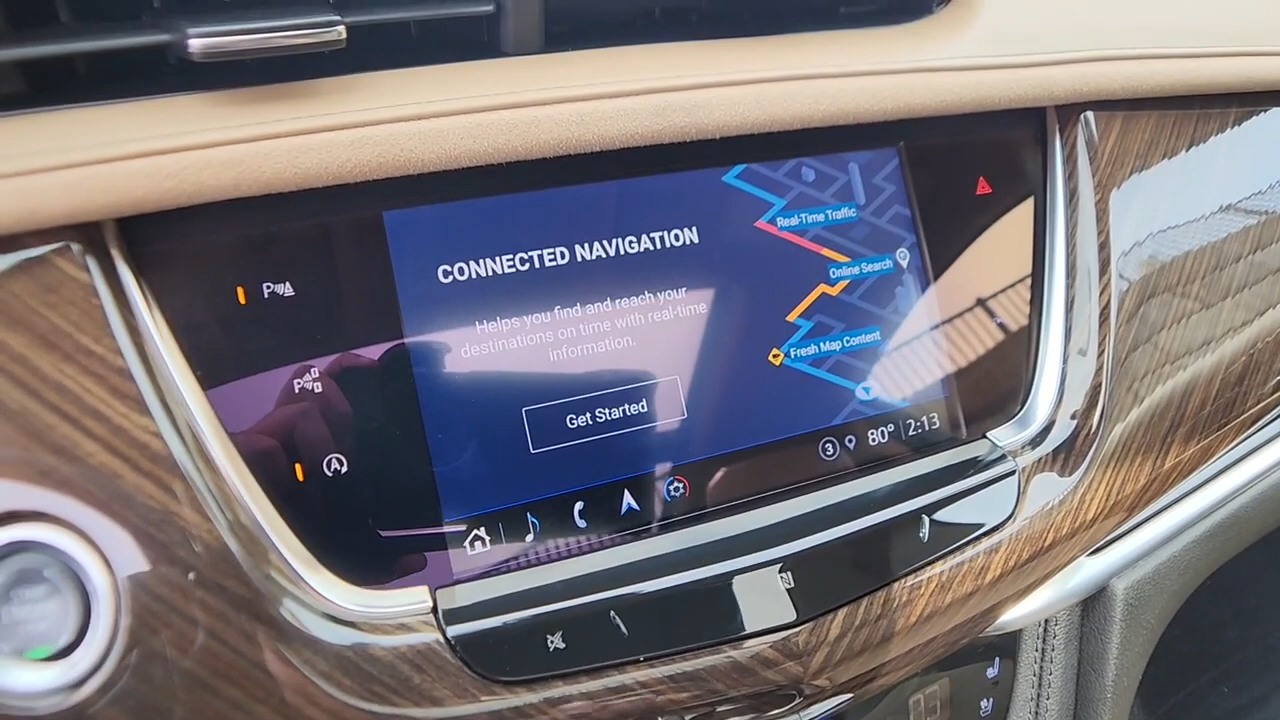 CONNECTED NAVIGATION
Helps you find and reach your
destinations on time with real-time
information.
Get Started
Real-Time Traffic
Online Search
Fresh Map Content
3 80° 2:13
P
P
A
N